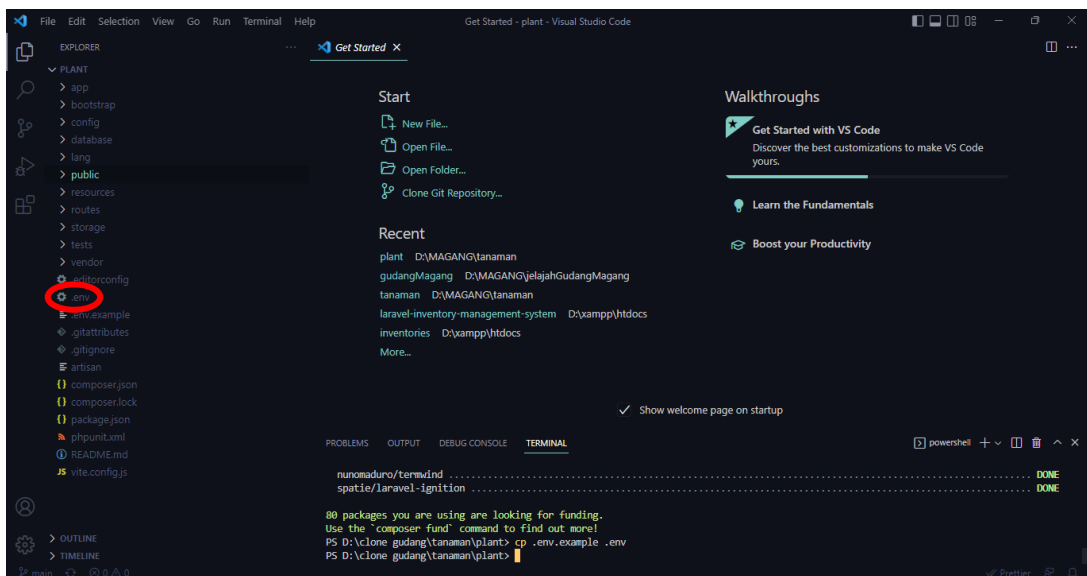 File Edit Selection View Go Run Terminal Help
Get Started - plant - Visual Studio Code
EXPLORER
PLANT
app
bootstrap
config
database
lang
public
resources
routes
storage
tests
vendor
.editorconfig
.env
.env.example
.gitattributes
.gitignore
artisan
composer.json
composer.lock
package.json
phpunit.xml
README.md
JS vite.config.js
OUTLINE
TIMELINE
main 0 0
Get Started
Start
New File...
Open File...
Open Folder...
Clone Git Repository...
Recent
plant D:\MAGANG\tanaman
gudangMagang D:\MAGANG\jelajahGudangMagang
tanaman D:\MAGANG\tanaman
laravel-inventory-management-system D:\xampp\htdocs
inventories D:\xampp\htdocs
More...
Walkthroughs
Get Started with VS Code
Discover the best customizations to make VS Code
yours.
Learn the Fundamentals
Boost your Productivity
Show welcome page on startup
PROBLEMS OUTPUT DEBUG CONSOLE TERMINAL
powershell
nunomaduro/termwind ........ DONE
spatie/laravel-ignition ........ DONE
80 packages you are using are looking for funding.
Use the `composer fund` command to find out more!
PS D:\clone gudang\tanaman\plant> cp .env.example .env
PS D:\clone gudang\tanaman\plant>
Prettier